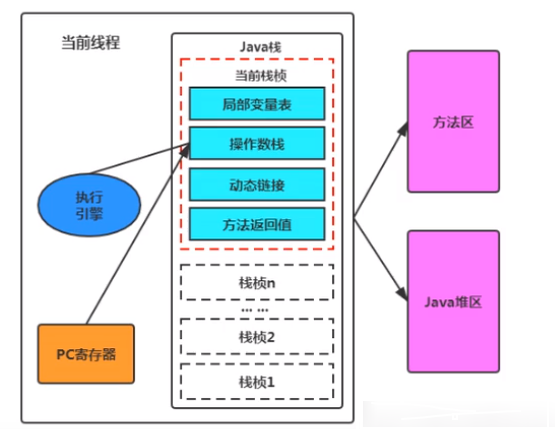 当前线程
Java栈
当前栈桢
局部变量表
操作数栈
动态链接
方法返回值
执行
引擎
PC寄存器
栈桢n
... ...
栈桢2
栈桢1
方法区
Java堆区